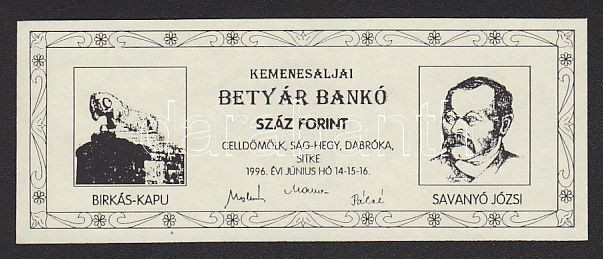 KEMENESALJAI
BETYÁR BANKÓ
SZÁZ FORINT
CELLDÖMÖLK, SÁG-HEGY, DABRÓKA,
SITKE
1996. ÉVI JÚNIUS HÓ 14-15-16.
BIRKÁS-KAPU
SAVANYÓ JÓZSI